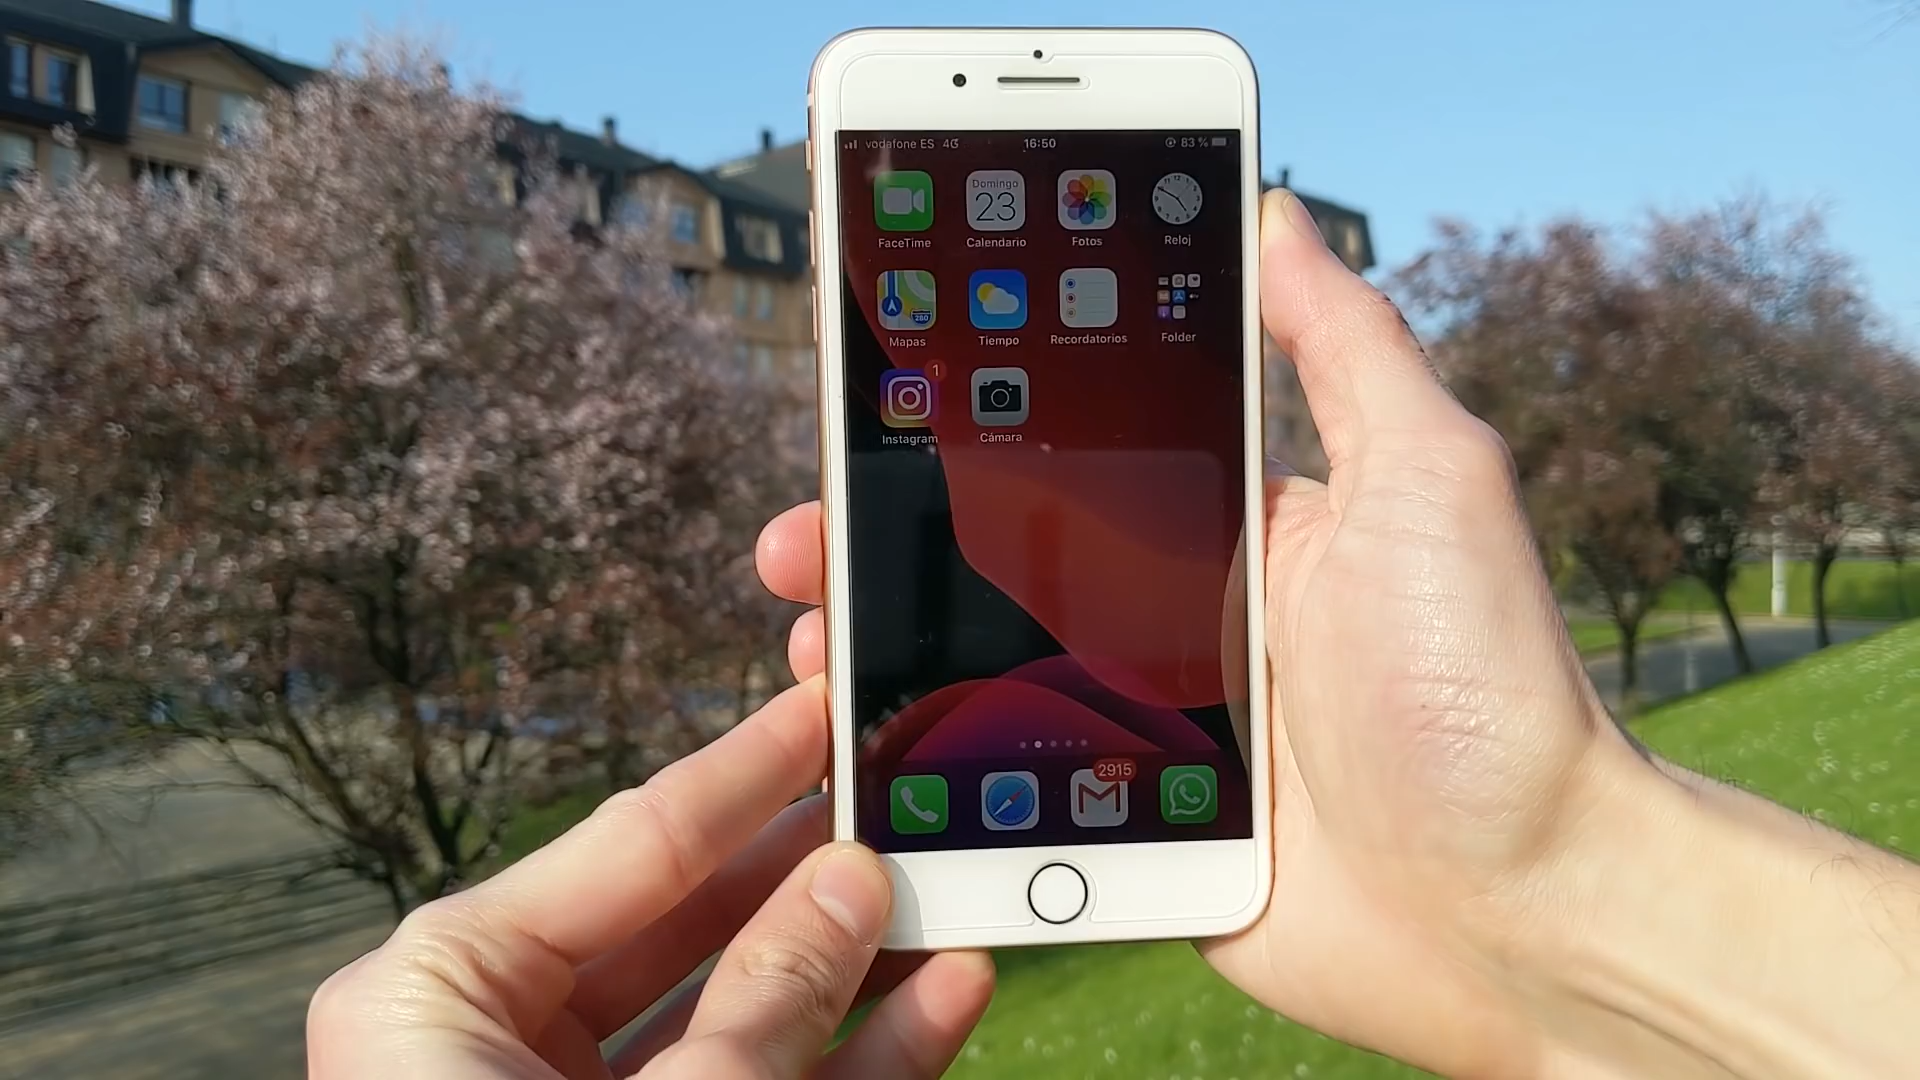 vodafone ES 4G 16:50 83 %
Domingo
23
FaceTime Calendario Fotos Reloj
280
Mapas Tiempo Recordatorios Folder
1
Instagram Cámara
2915